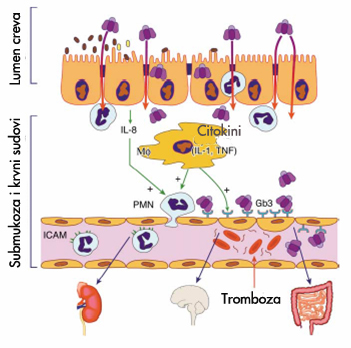 Lumen creva
Submukoza i krvni sudovi
IL-8
Citokini
Mo
(IL-1, TNF)
+
+
+
PMN
Gb3
ICAM
Tromboza